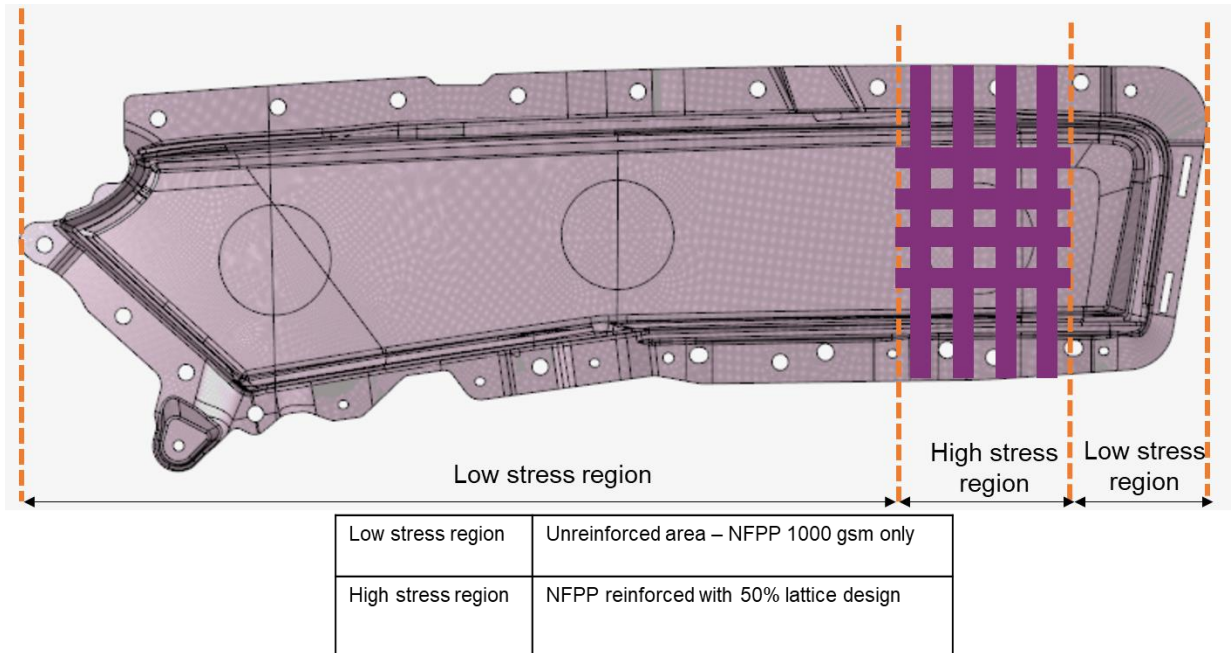 Low stress region
High stress
region
Low stress
region
Low stress region
Unreinforced area – NFPP 1000 gsm only
High stress region
NFPP reinforced with 50% lattice design